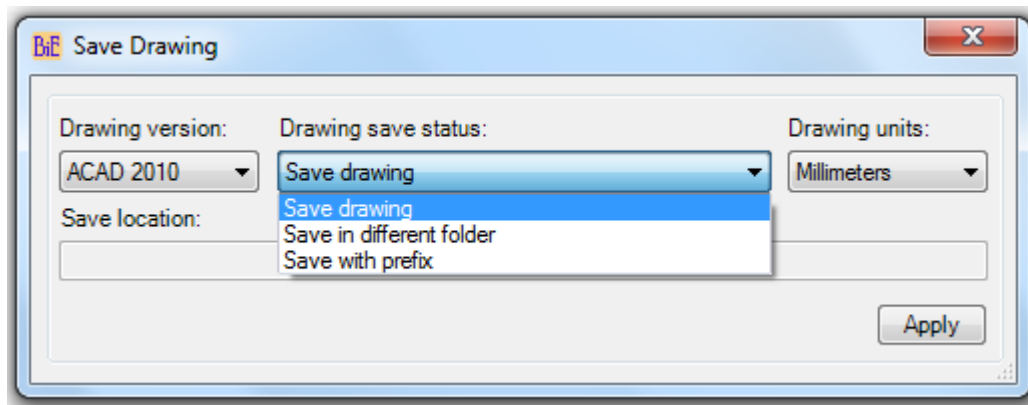 BiE Save Drawing
Drawing version: Drawing save status: Drawing units:
ACAD 2010 Save drawing Millimeters
Save location:
Save drawing
Save in different folder
Save with prefix
Apply